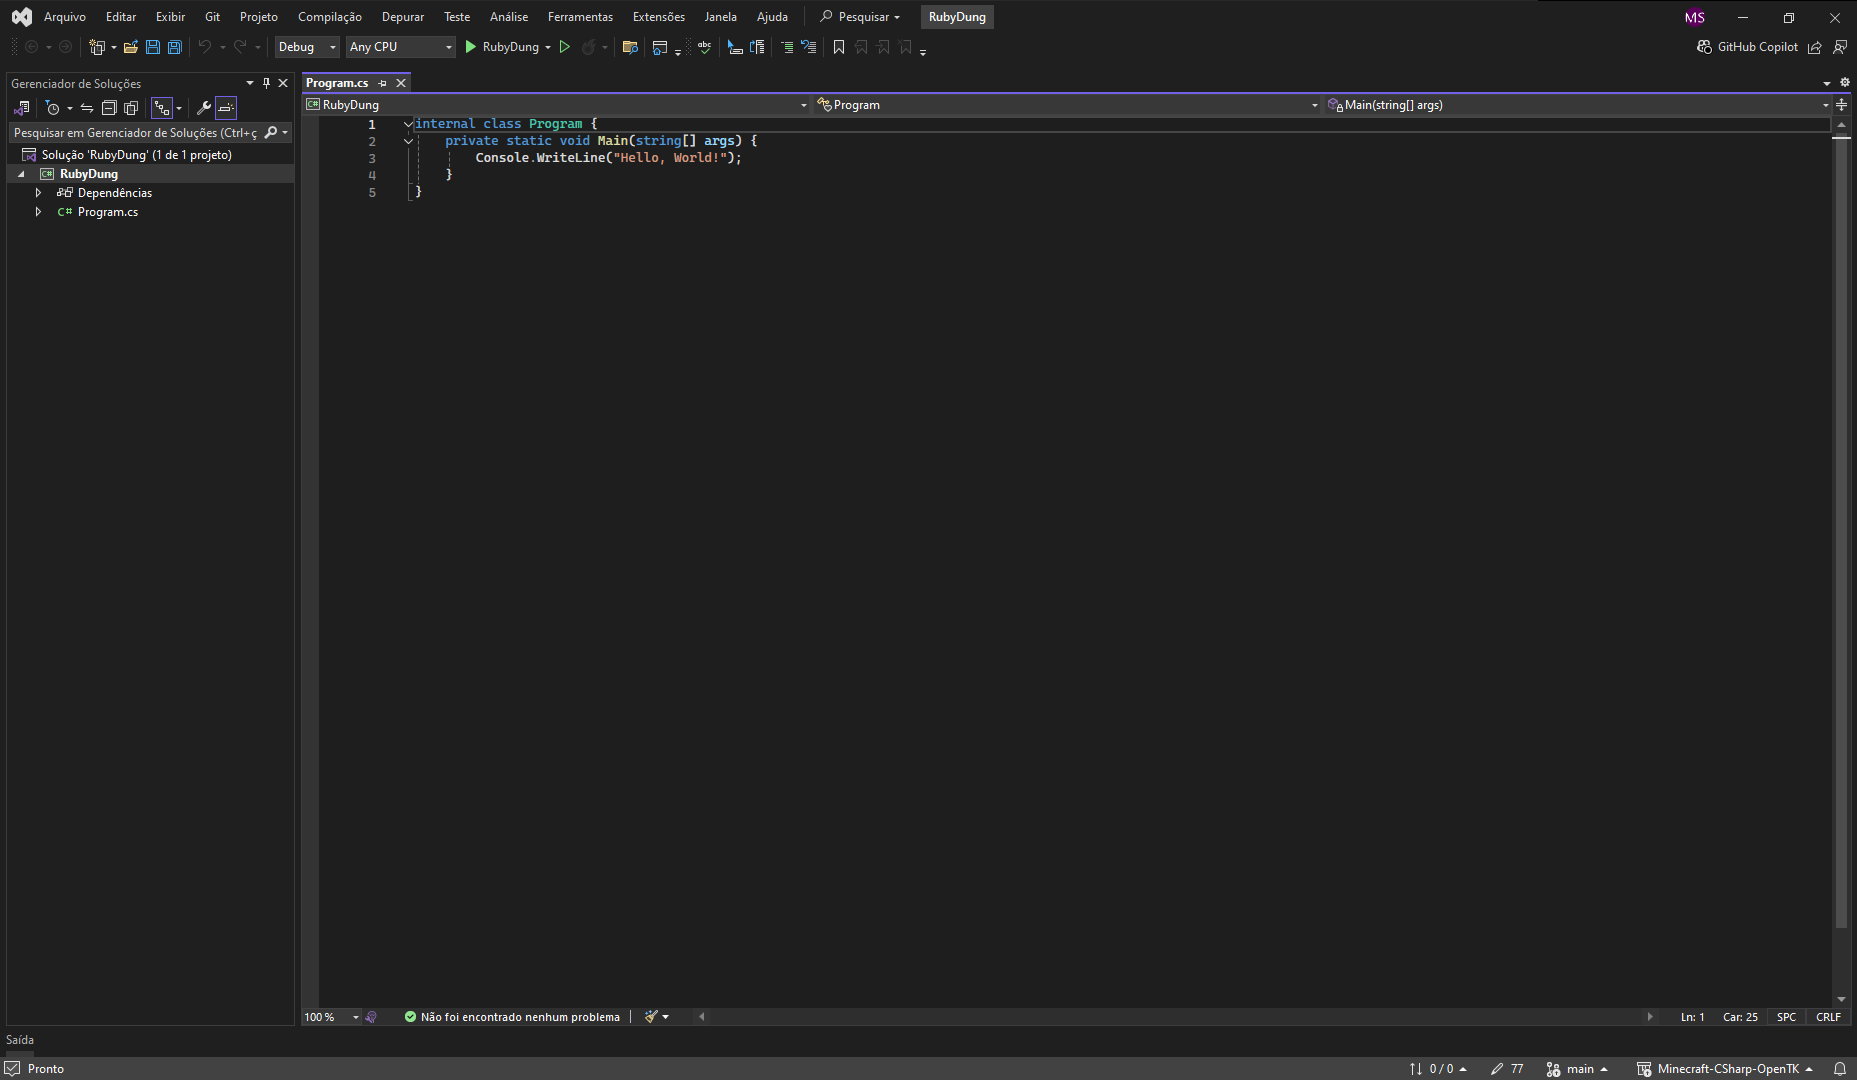 Arquivo Editar Exibir Git Projeto Compilação Depurar Teste Análise Ferramentas Extensões Janela Ajuda Pesquisar RubyDung MS
Debug Any CPU RubyDung abc GitHub Copilot
Gerenciador de Soluções
Pesquisar em Gerenciador de Soluções (Ctrl+ç
Solução 'RubyDung' (1 de 1 projeto)
C# RubyDung
Dependências
C# Program.cs
Program.cs
C# RubyDung Program Main(string[] args)
1 internal class Program {
2 private static void Main(string[] args) {
3 Console.WriteLine("Hello, World!");
4 }
5 }
100 % Não foi encontrado nenhum problema Ln: 1 Car: 25 SPC CRLF
Saída
Pronto 0 / 0 77 main Minecraft-CSharp-OpenTK